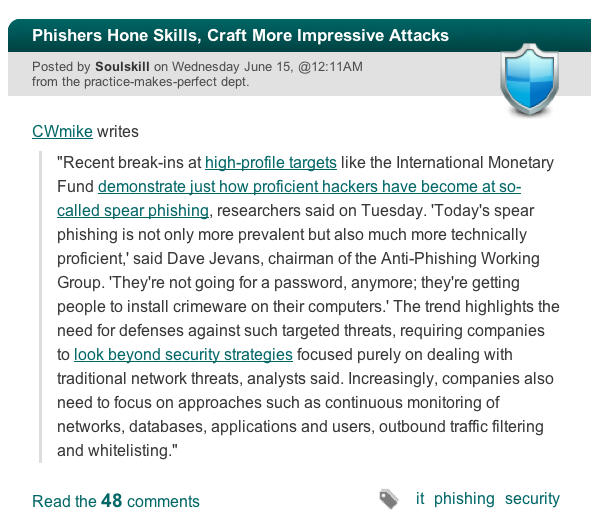 Phishers Hone Skills, Craft More Impressive Attacks
Posted by Soulskill on Wednesday June 15, @12:11AM
from the practice-makes-perfect dept.
CWmike writes
"Recent break-ins at high-profile targets like the International Monetary
Fund demonstrate just how proficient hackers have become at so-
called spear phishing, researchers said on Tuesday. 'Today's spear
phishing is not only more prevalent but also much more technically
proficient,' said Dave Jevans, chairman of the Anti-Phishing Working
Group. 'They're not going for a password, anymore; they're getting
people to install crimeware on their computers.' The trend highlights the
need for defenses against such targeted threats, requiring companies
to look beyond security strategies focused purely on dealing with
traditional network threats, analysts said. Increasingly, companies also
need to focus on approaches such as continuous monitoring of
networks, databases, applications and users, outbound traffic filtering
and whitelisting."
Read the 48 comments
it phishing security